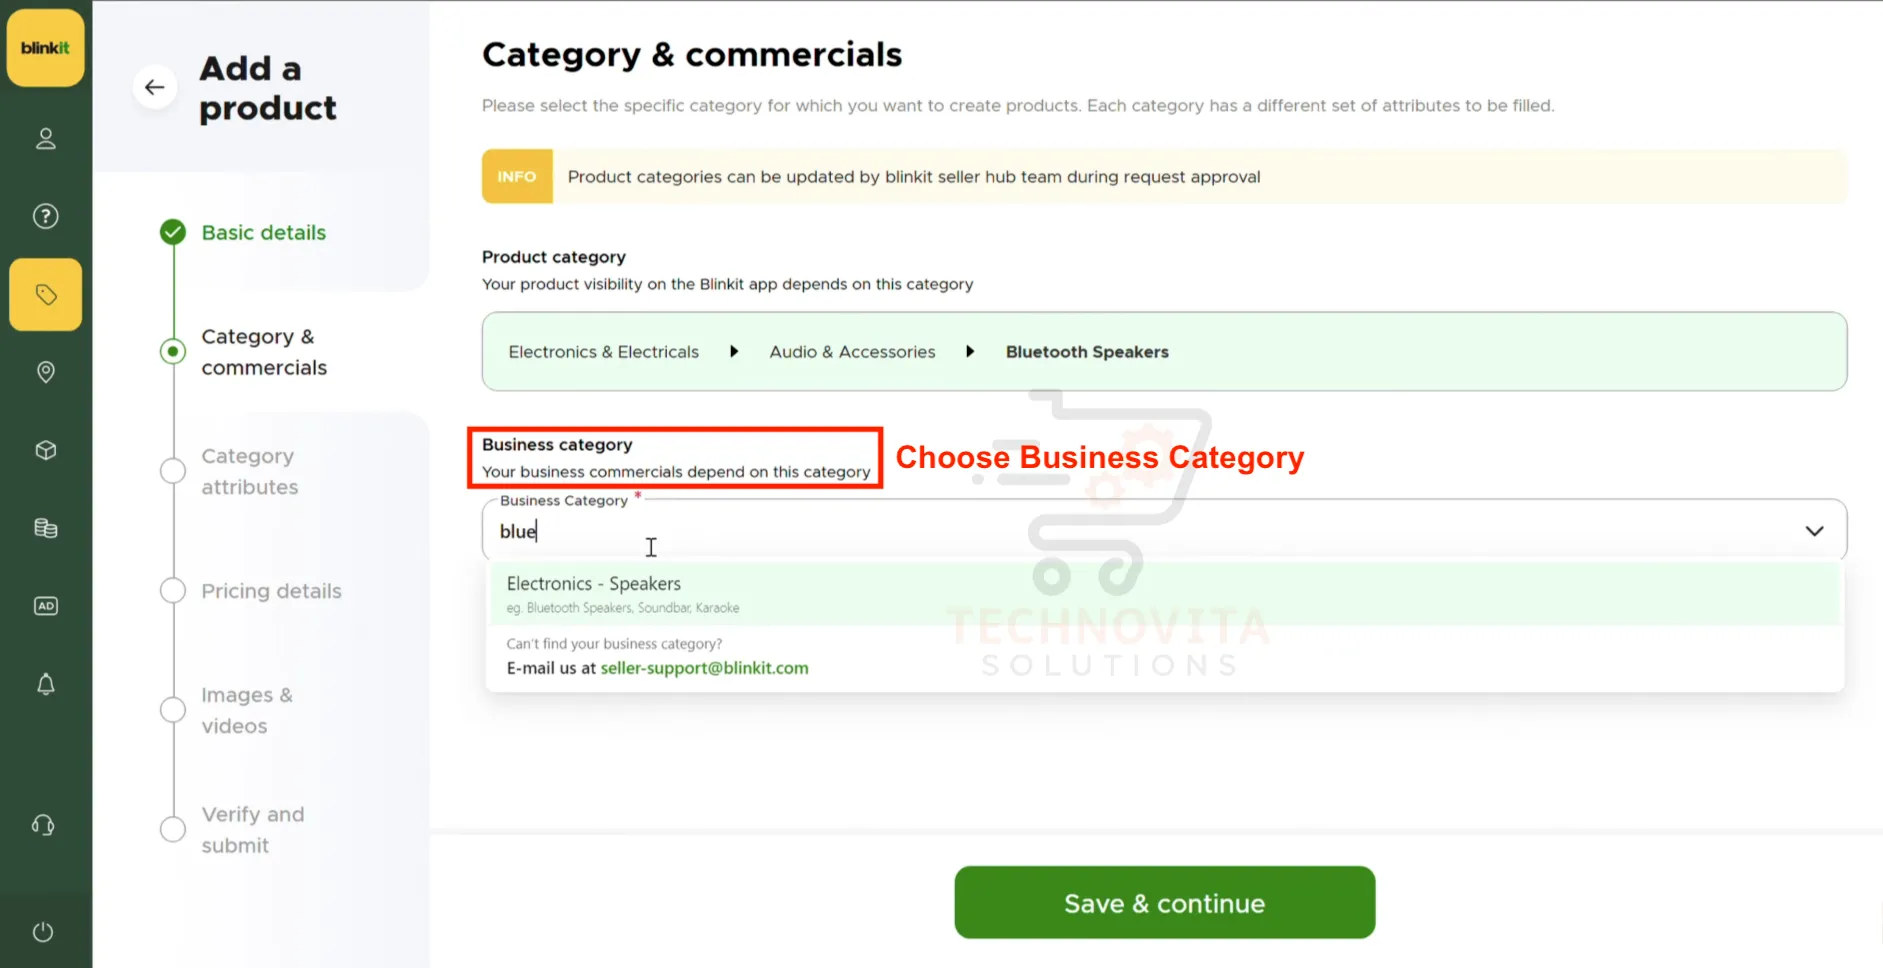 blinkit
Add a
product
Basic details
Category &
commercials
Category
attributes
Pricing details
Images &
videos
Verify and
submit
AD
Category & commercials
Please select the specific category for which you want to create products. Each category has a different set of attributes to be filled.
INFO
Product categories can be updated by blinkit seller hub team during request approval
Product category
Your product visibility on the Blinkit app depends on this category
Electronics & Electricals Audio & Accessories Bluetooth Speakers
Business category
Your business commercials depend on this category
Choose Business Category
Business Category *
blue
Electronics - Speakers
eg. Bluetooth Speakers, Soundbar, Karaoke
Can't find your business category?
E-mail us at seller-support@blinkit.com
TECHNOVITA
SOLUTIONS
Save & continue